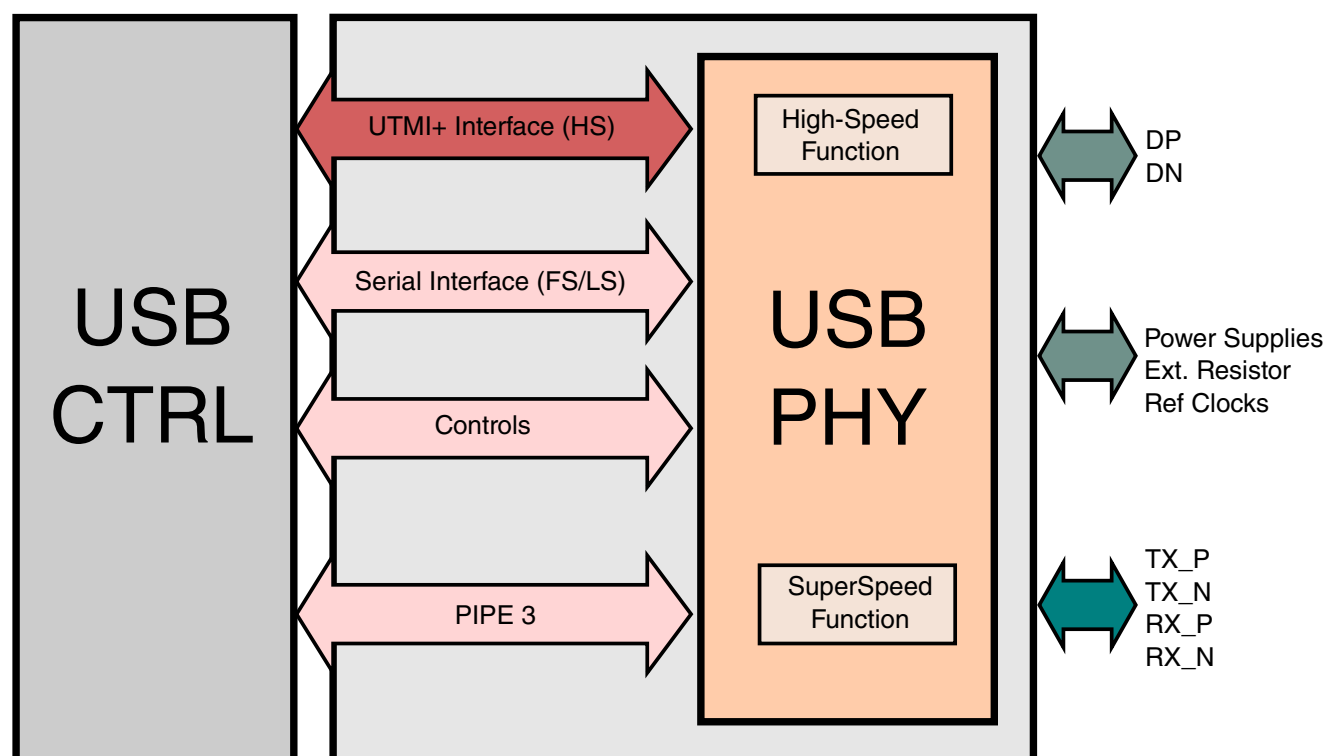 USB
CTRL
UTMI+ Interface (HS)
Serial Interface (FS/LS)
Controls
PIPE 3
High-Speed
Function
USB
PHY
SuperSpeed
Function
DP
DN
Power Supplies
Ext. Resistor
Ref Clocks
TX_P
TX_N
RX_P
RX_N